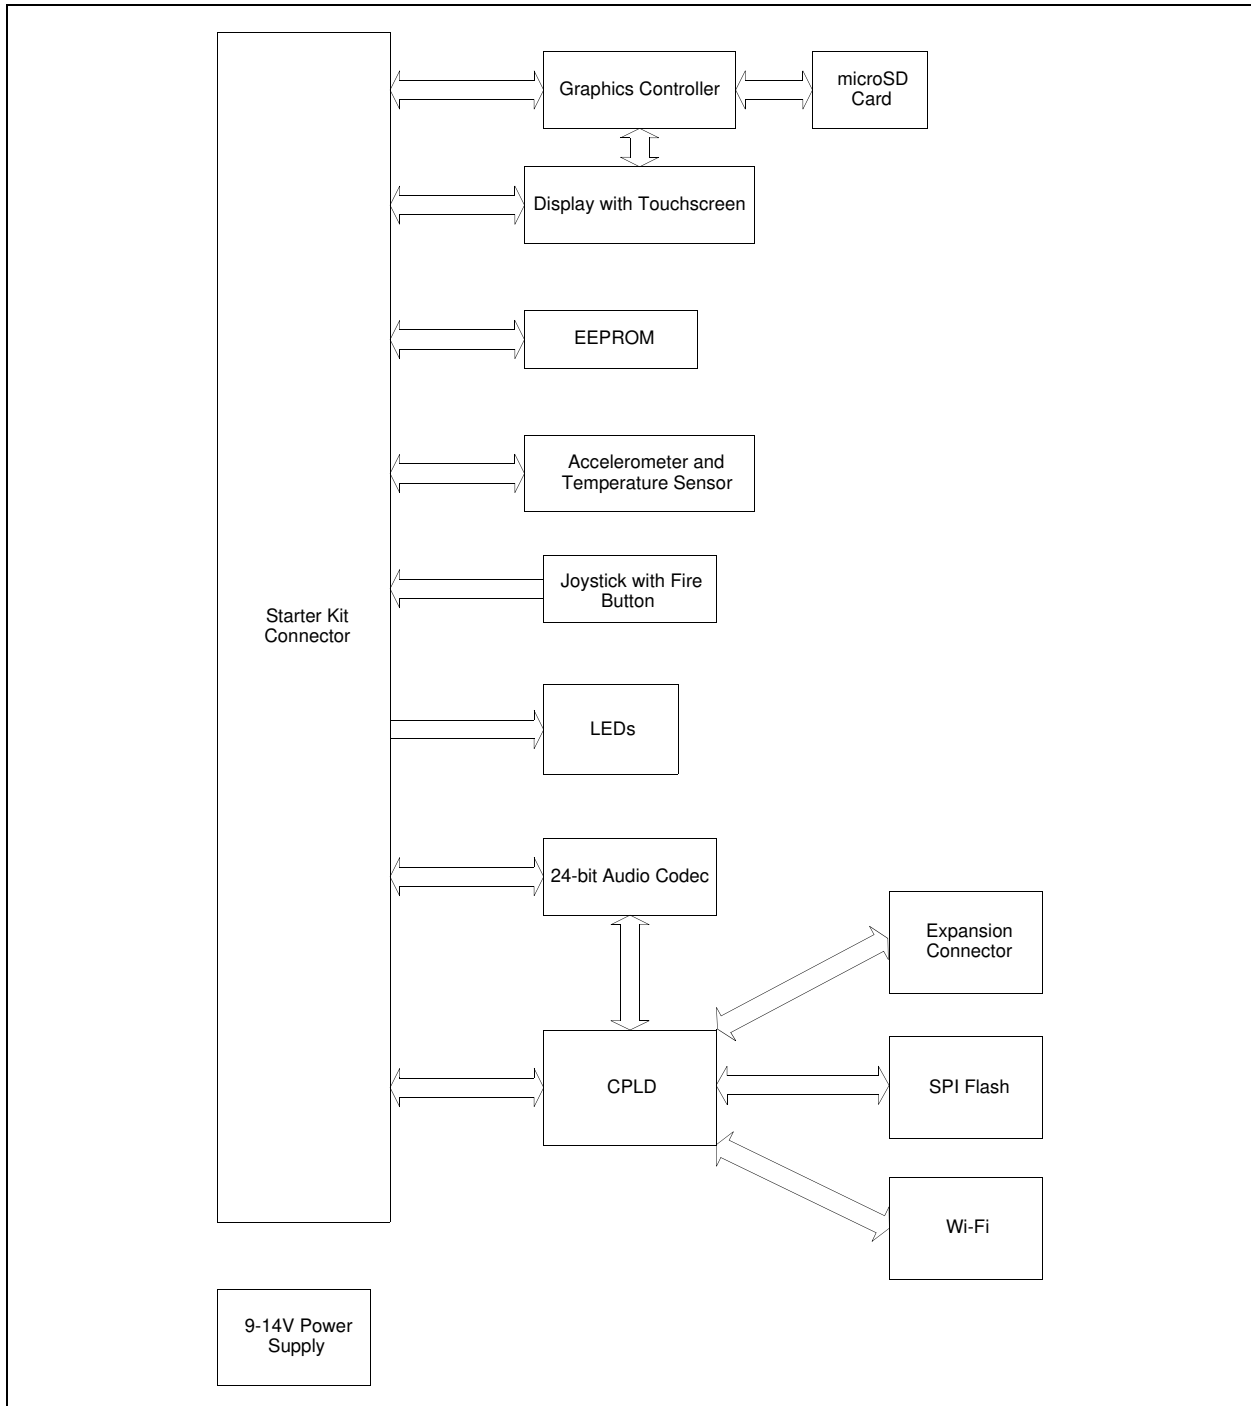 Graphics Controller
microSD
Card
Display with Touchscreen
EEPROM
Accelerometer and
Temperature Sensor
Joystick with Fire
Button
Starter Kit
Connector
LEDs
24-bit Audio Codec
Expansion
Connector
CPLD
SPI Flash
Wi-Fi
9-14V Power
Supply